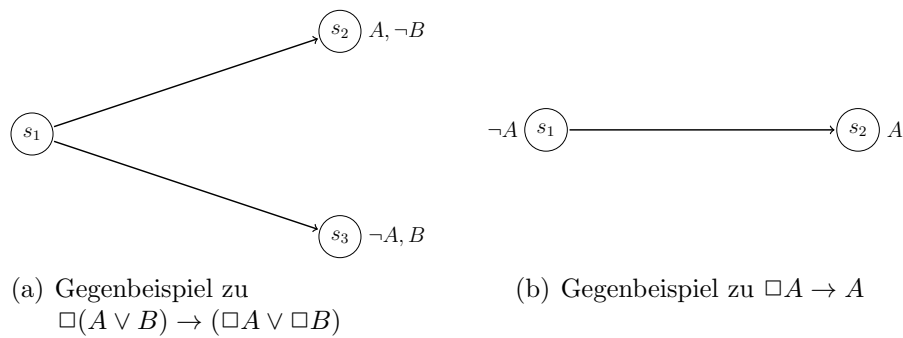 s₂ A, ¬B
s₁
s₃ ¬A, B
(a) Gegenbeispiel zu
□(A ∨ B) → (□A ∨ □B)
¬A s₁ s₂ A
(b) Gegenbeispiel zu □A → A